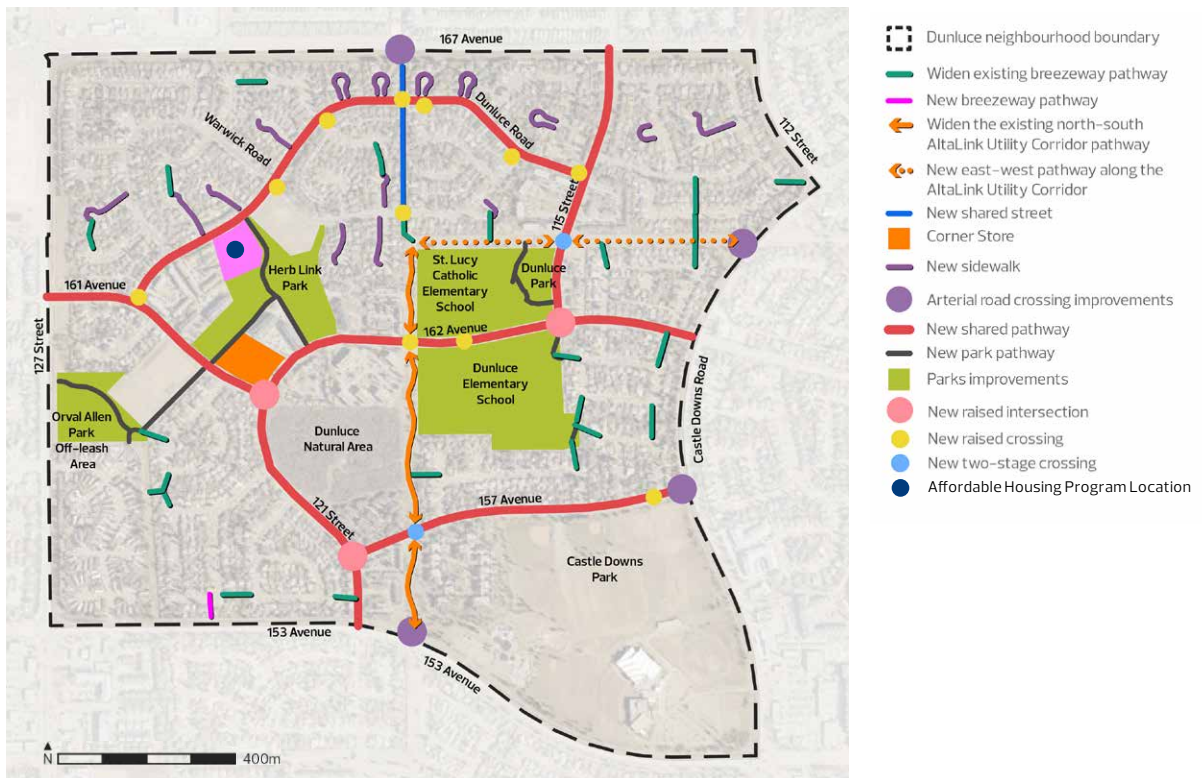 167 Avenue
Warwick Road
Dunluce Road
112 Street
115 Street
161 Avenue
127 Street
Herb Link
Park
St. Lucy
Catholic
Elementary
School
Dunluce
Park
162 Avenue
Dunluce
Elementary
School
Castle Downs Road
Orval Allen
Park
Off-leash
Area
Dunluce
Natural Area
121 Street
157 Avenue
Castle Downs
Park
153 Avenue
153 Avenue
N
400m
Dunluce neighbourhood boundary
Widen existing breezeway pathway
New breezeway pathway
Widen the existing north-south
AltaLink Utility Corridor pathway
New east-west pathway along the
AltaLink Utility Corridor
New shared street
Corner Store
New sidewalk
Arterial road crossing improvements
New shared pathway
New park pathway
Parks improvements
New raised intersection
New raised crossing
New two-stage crossing
Affordable Housing Program Location